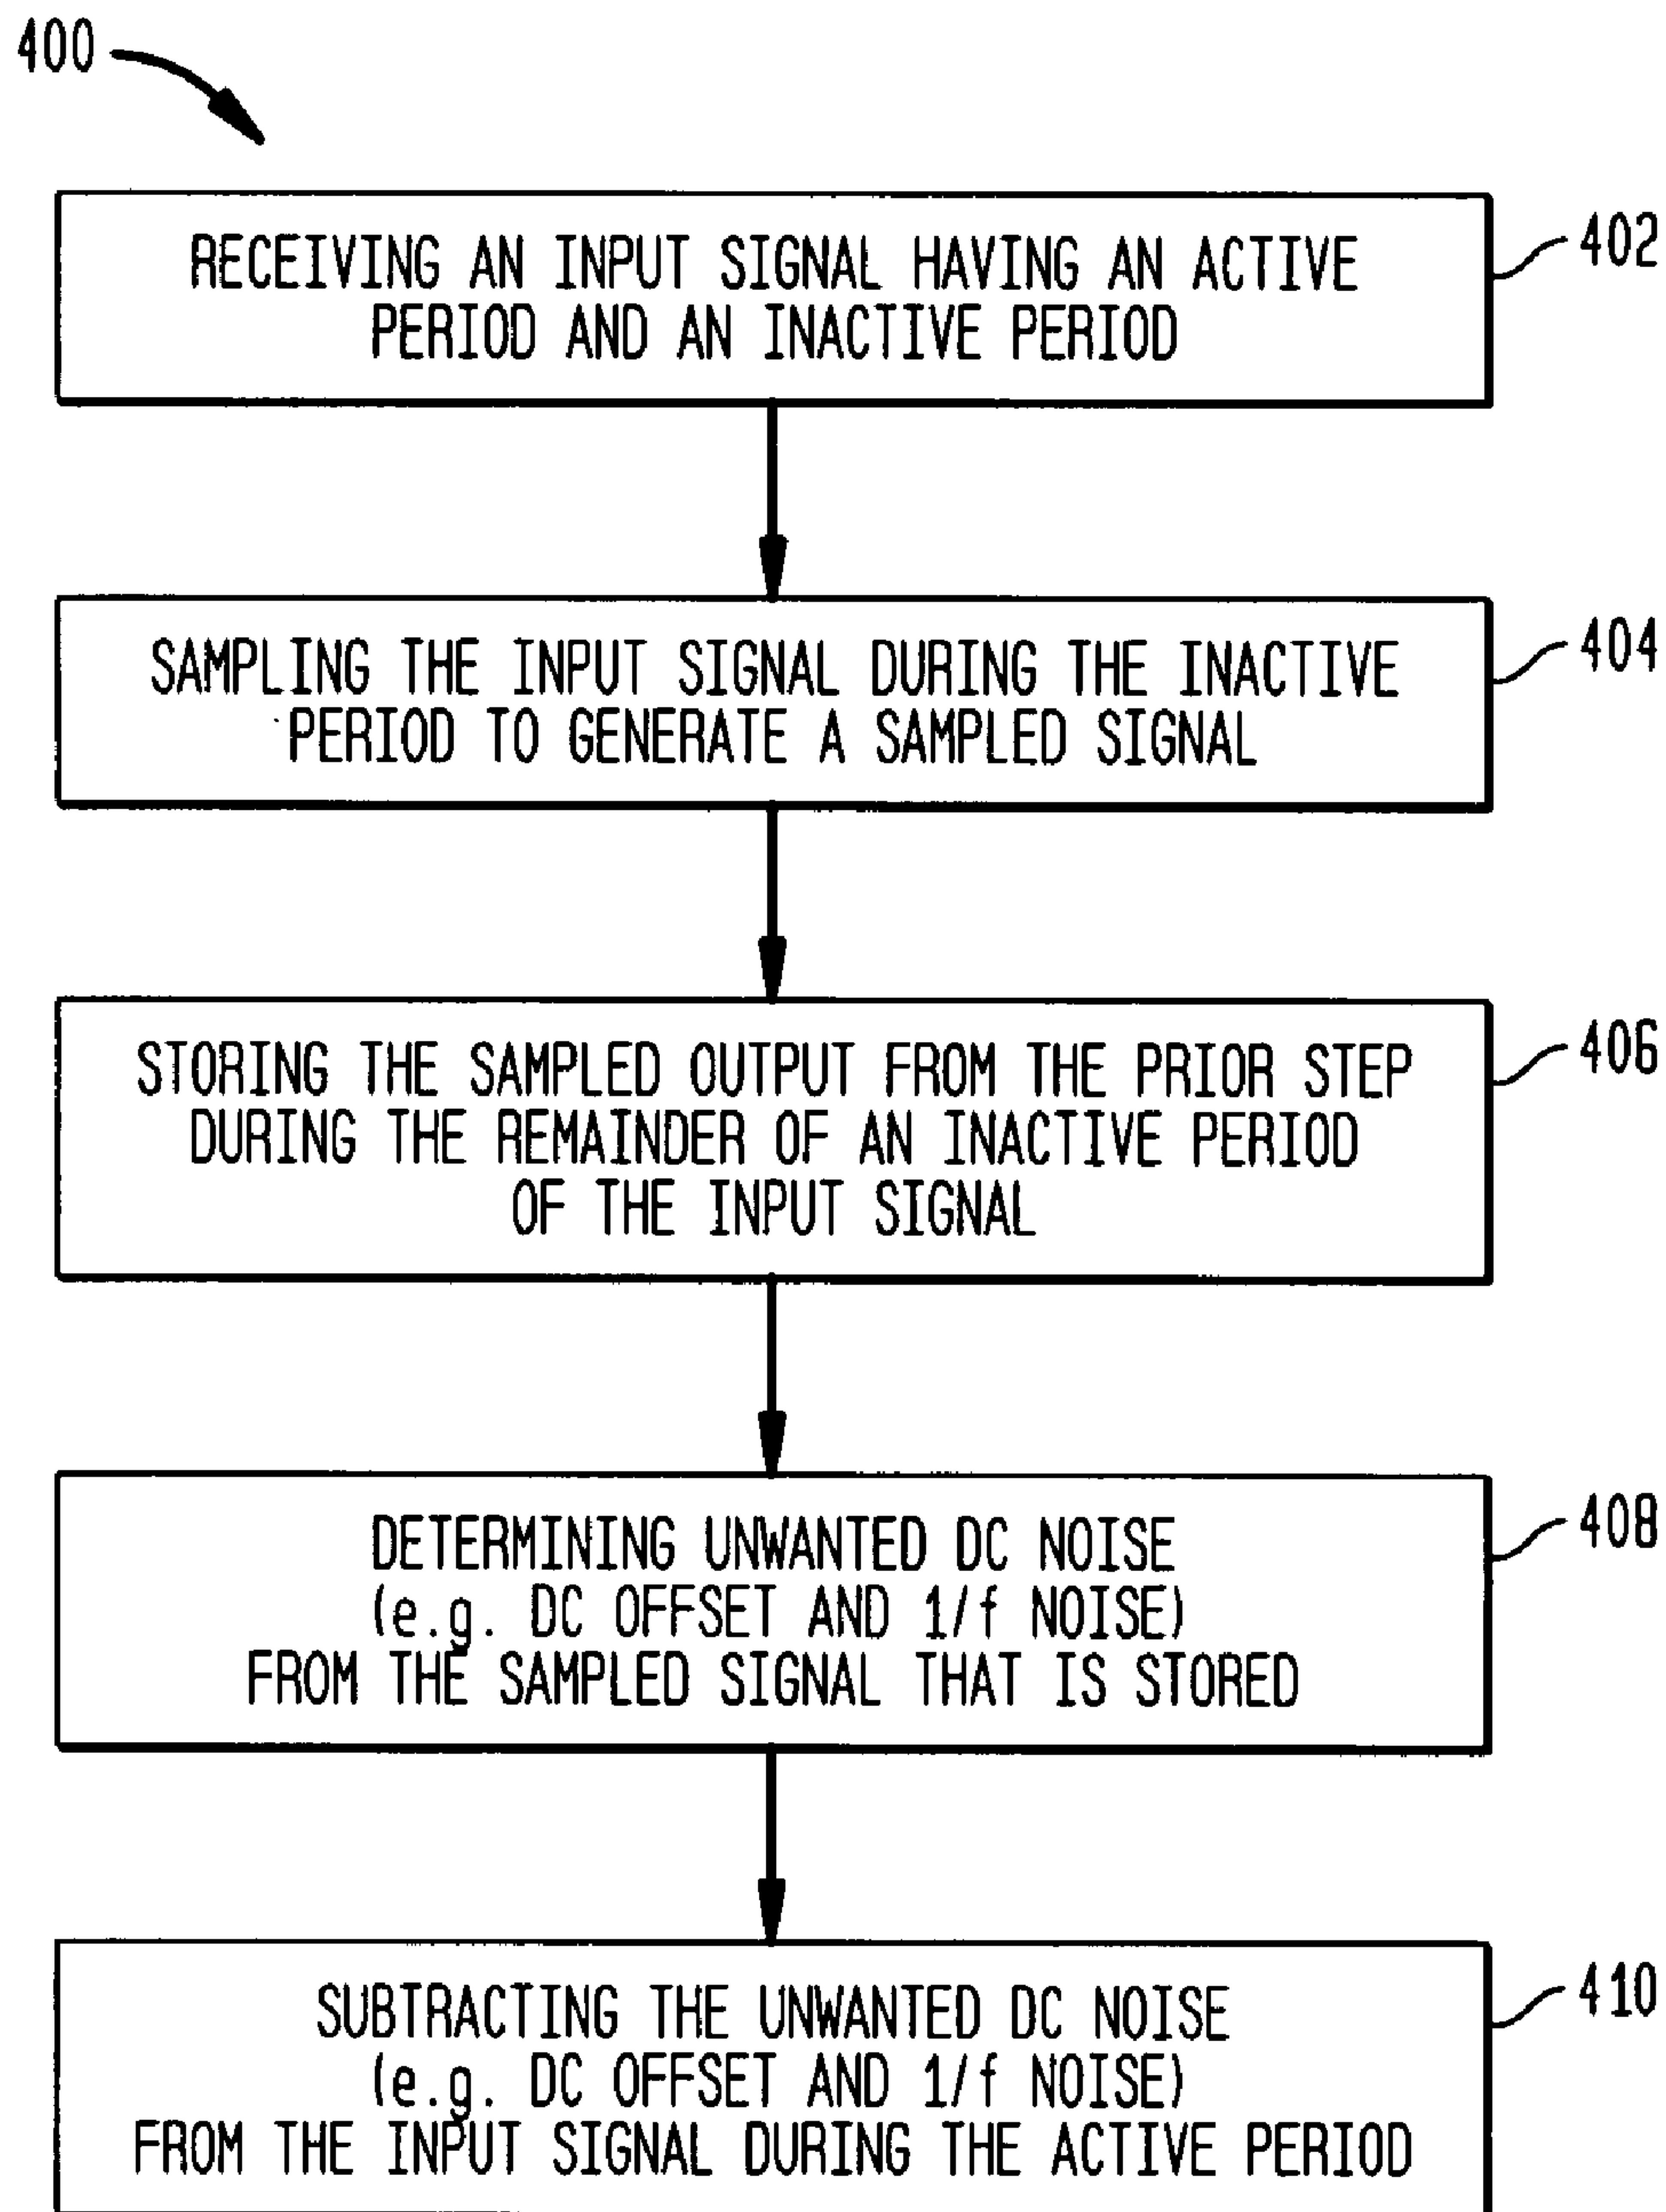 400
RECEIVING AN INPUT SIGNAL HAVING AN ACTIVE
PERIOD AND AN INACTIVE PERIOD
402
SAMPLING THE INPUT SIGNAL DURING THE INACTIVE
PERIOD TO GENERATE A SAMPLED SIGNAL
404
STORING THE SAMPLED OUTPUT FROM THE PRIOR STEP
DURING THE REMAINDER OF AN INACTIVE PERIOD
OF THE INPUT SIGNAL
406
DETERMINING UNWANTED DC NOISE
(e.g. DC OFFSET AND 1/f NOISE)
FROM THE SAMPLED SIGNAL THAT IS STORED
408
SUBTRACTING THE UNWANTED DC NOISE
(e.g. DC OFFSET AND 1/f NOISE)
FROM THE INPUT SIGNAL DURING THE ACTIVE PERIOD
410